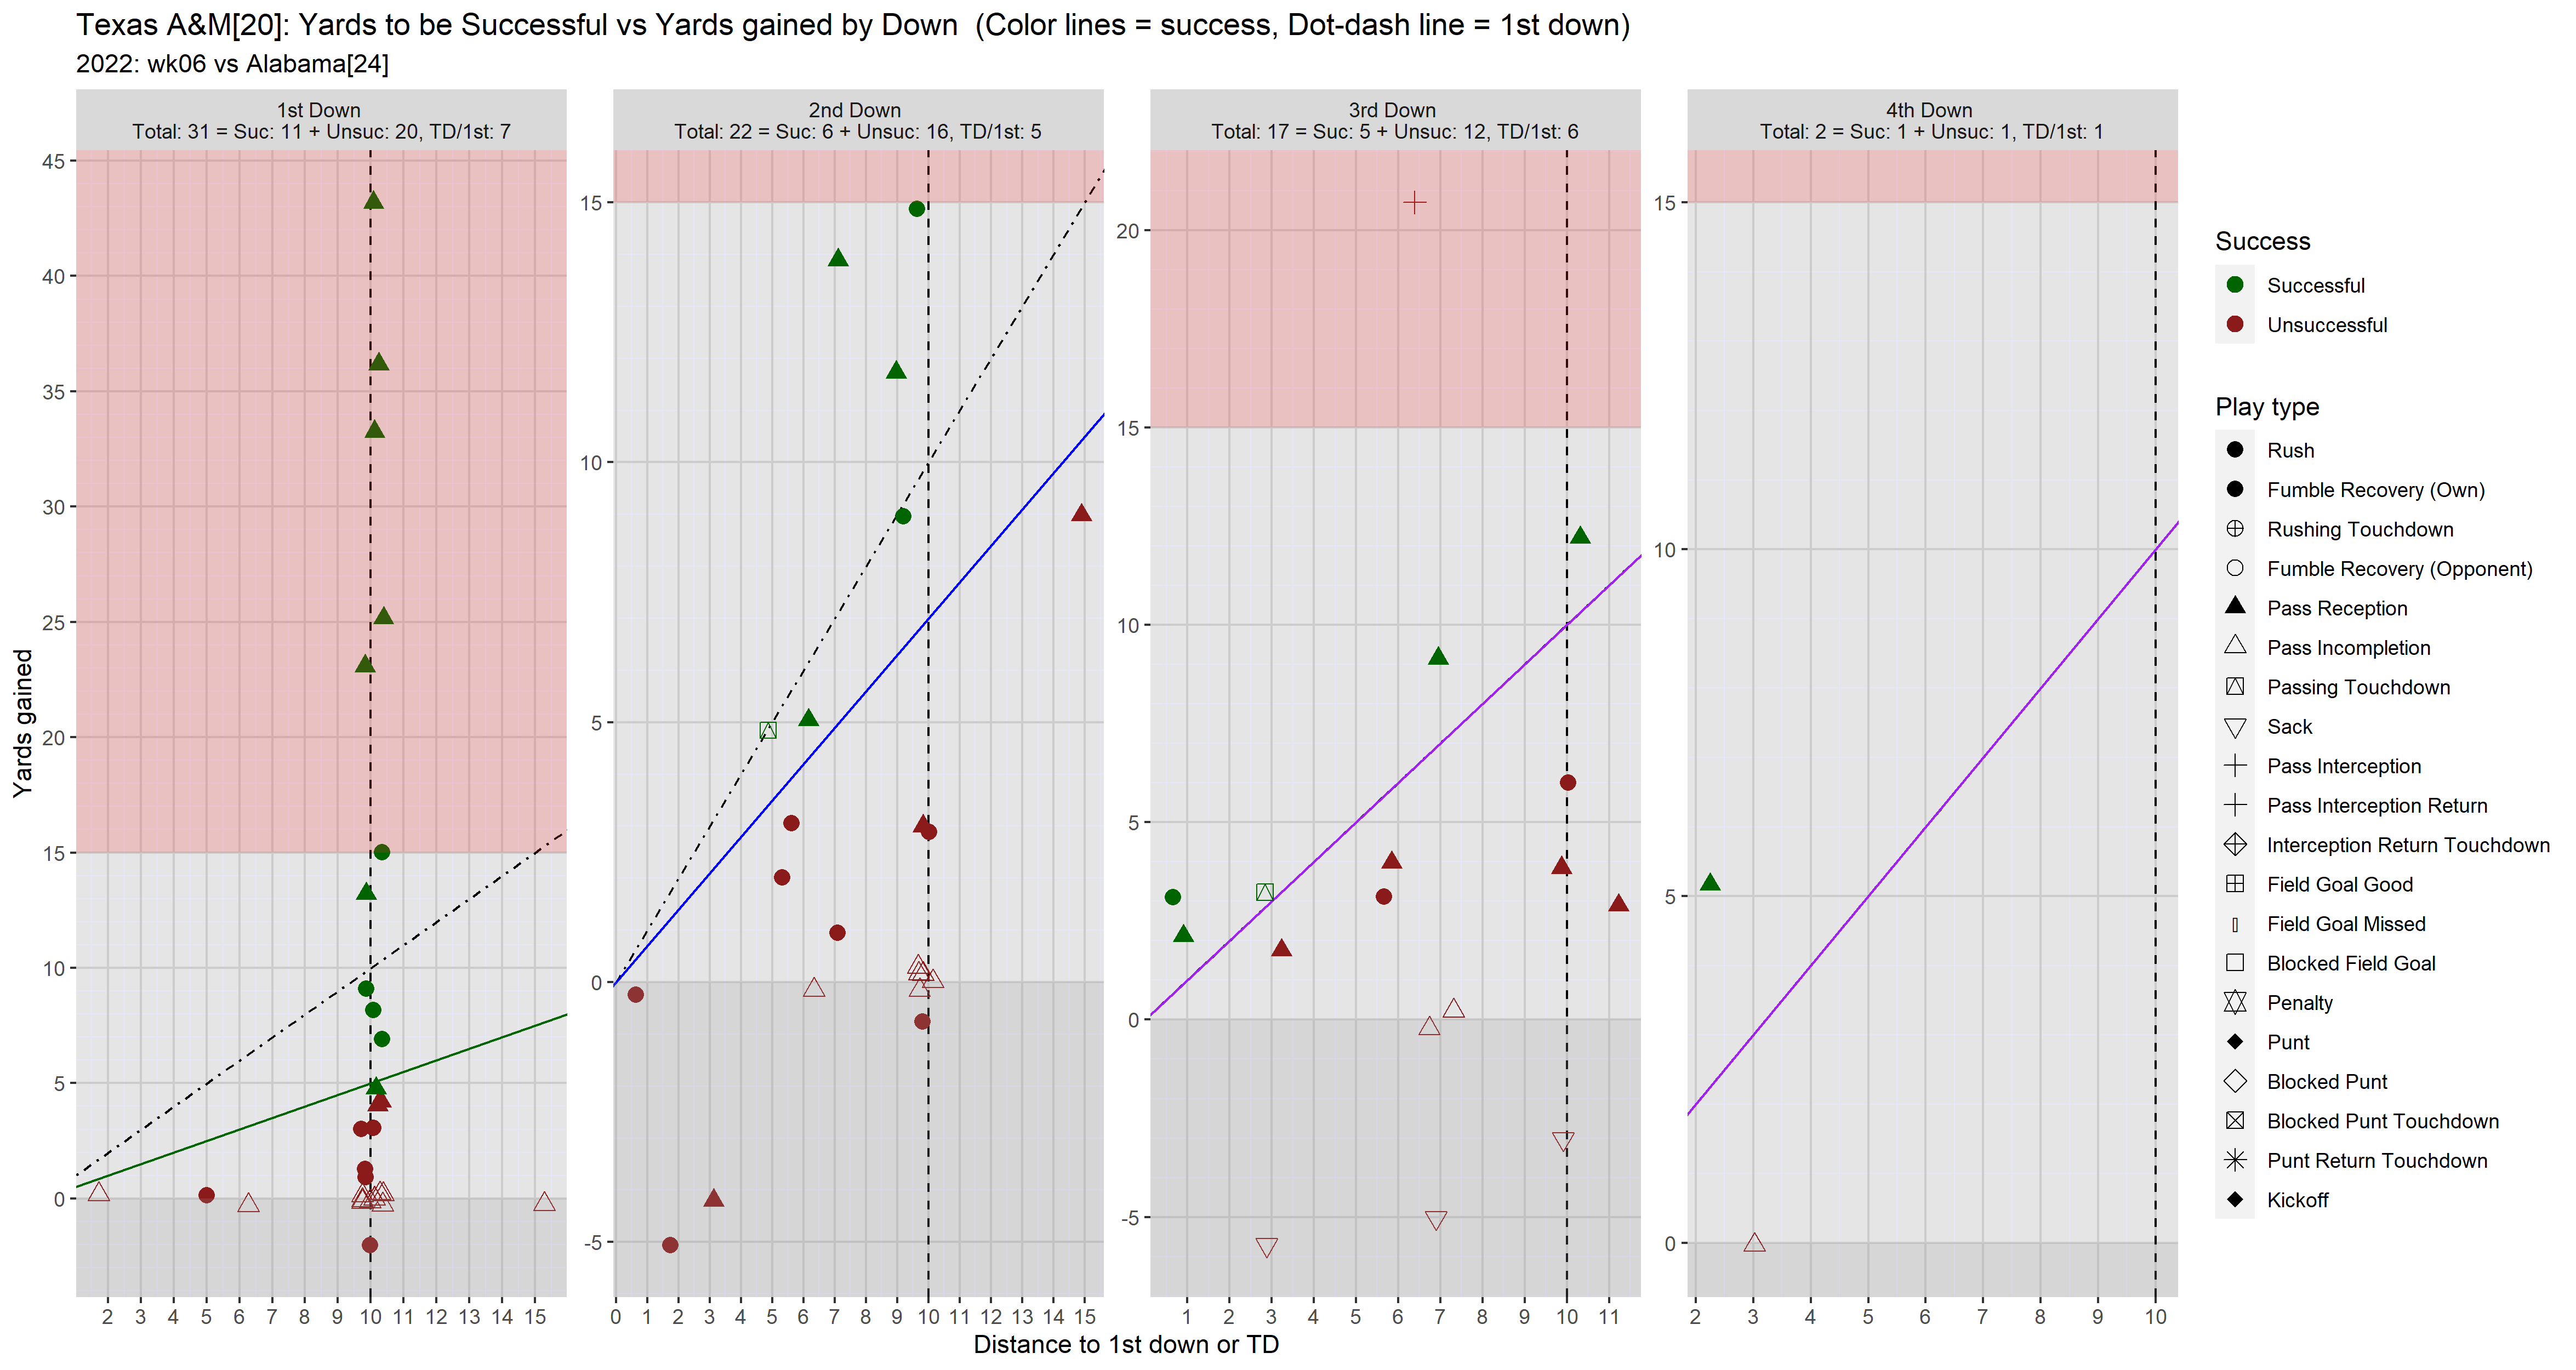 Texas A&M[20]: Yards to be Successful vs Yards gained by Down  (Color lines = success, Dot-dash line = 1st down)
2022: wk06 vs Alabama[24]
1st Down
Total: 31 = Suc: 11 + Unsuc: 20, TD/1st: 7
2nd Down
Total: 22 = Suc: 6 + Unsuc: 16, TD/1st: 5
3rd Down
Total: 17 = Suc: 5 + Unsuc: 12, TD/1st: 6
4th Down
Total: 2 = Suc: 1 + Unsuc: 1, TD/1st: 1
Yards gained
45
40
35
30
25
20
15
10
5
0
2 3 4 5 6 7 8 9 10 11 12 13 14 15
15
10
5
0
-5
0 1 2 3 4 5 6 7 8 9 10 11 12 13 14 15
20
15
10
5
0
-5
1 2 3 4 5 6 7 8 9 10 11
15
10
5
0
2 3 4 5 6 7 8 9 10
Distance to 1st down or TD
Success
Successful
Unsuccessful
Play type
Rush
Fumble Recovery (Own)
Rushing Touchdown
Fumble Recovery (Opponent)
Pass Reception
Pass Incompletion
Passing Touchdown
Sack
Pass Interception
Pass Interception Return
Interception Return Touchdown
Field Goal Good
Field Goal Missed
Blocked Field Goal
Penalty
Punt
Blocked Punt
Blocked Punt Touchdown
Punt Return Touchdown
Kickoff